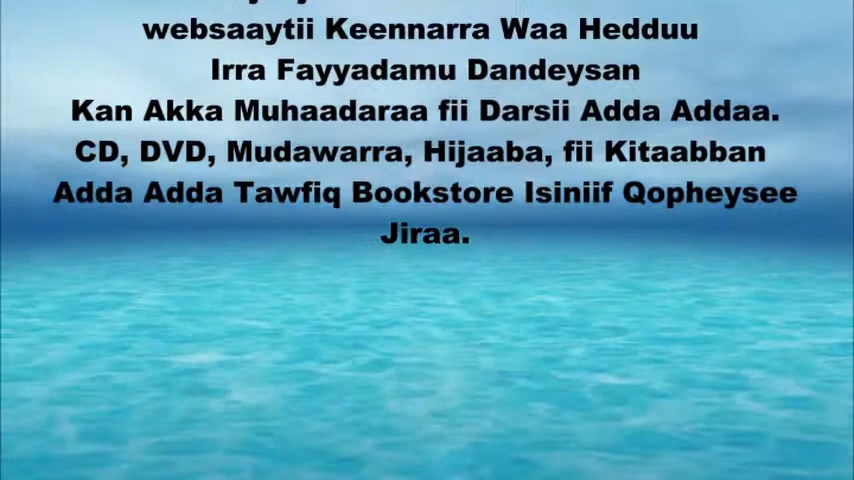 websaaytii Keennarra Waa Hedduu
Irra Fayyadamu Dandeysan
Kan Akka Muhaadaraa fii Darsii Adda Addaa.
CD, DVD, Mudawarra, Hijaaba, fii Kitaabban
Adda Adda Tawfiq Bookstore Isiniif Qopheysee
Jiraa.